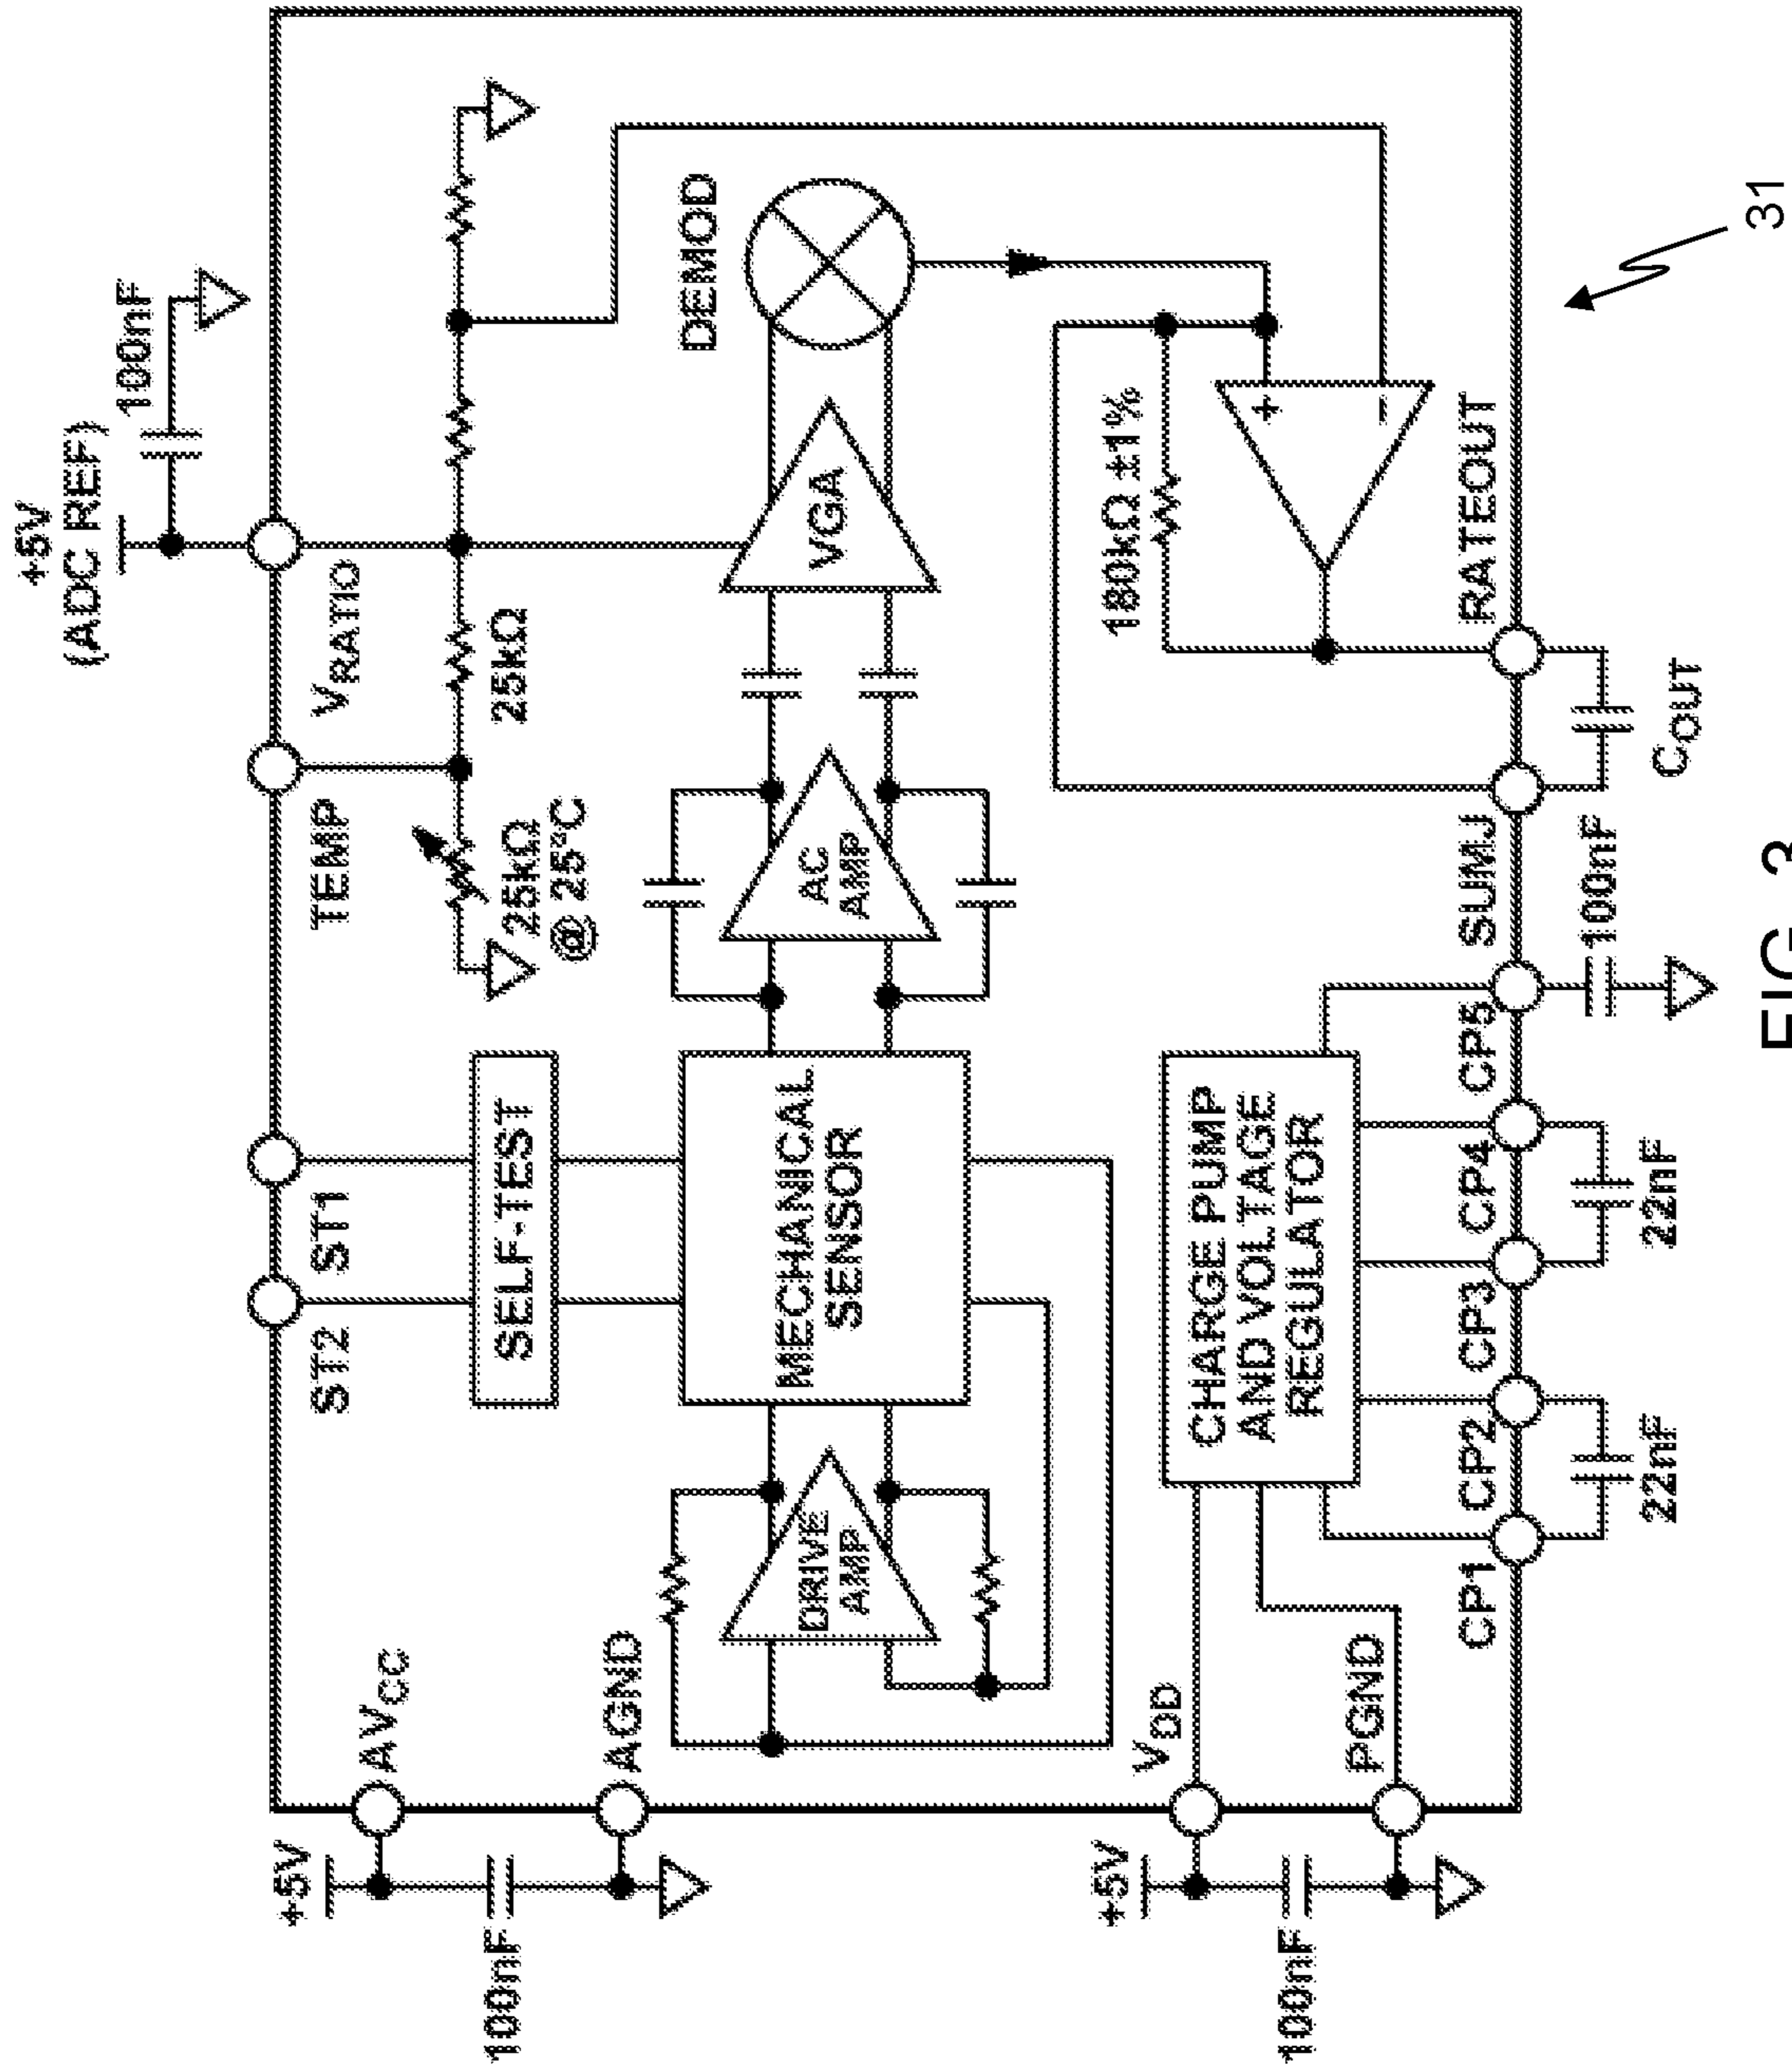 +5V
(ADC REF)
100nF
ST2
ST1
TEMP
VRATIO
+5V
AVCC
100nF
AGND
SELF-TEST
25kΩ
@ 25°C
25kΩ
DRIVE
AMP
MECHANICAL
SENSOR
AC
AMP
VGA
DEMOD
+5V
VDD
100nF
PGND
CHARGE PUMP
AND VOLTAGE
REGULATOR
180kΩ ±1%
+
−
CP1
CP2
CP3
CP4
CP5
SUMJ
RATEOUT
22nF
22nF
100nF
COUT
31
FIG. 3